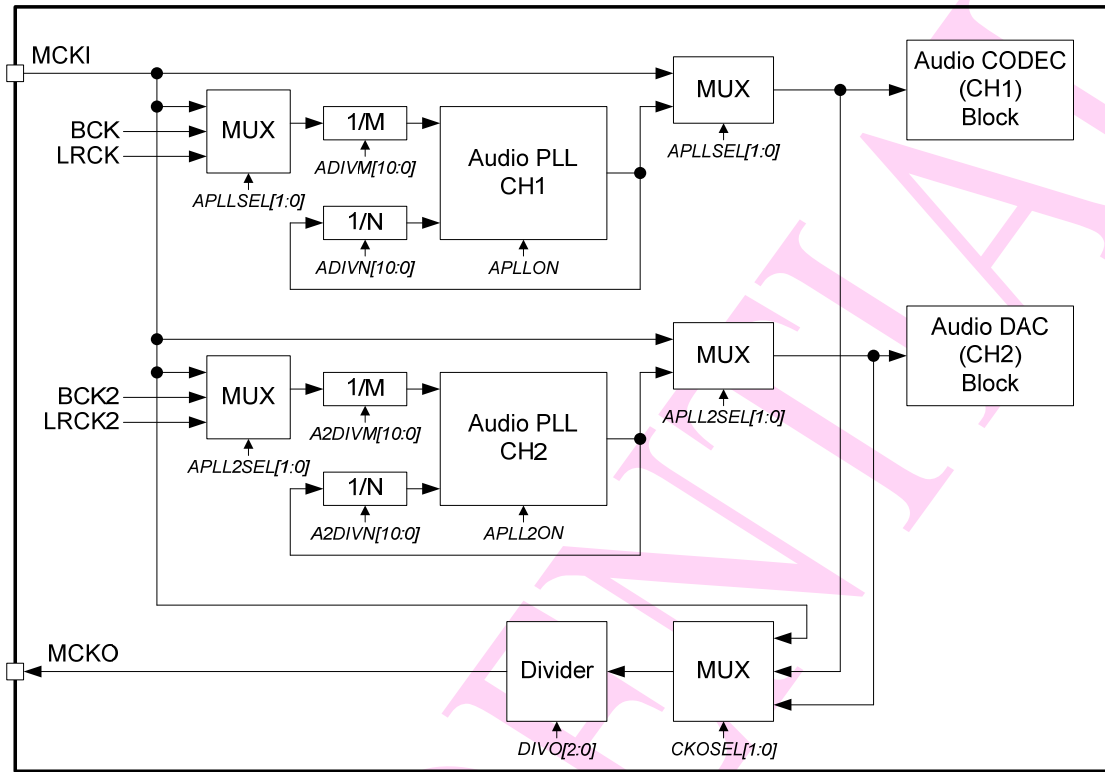 MCKI
BCK
LRCK
MUX
APLLSEL[1:0]
1/M
ADIVM[10:0]
1/N
ADIVN[10:0]
Audio PLL
CH1
APLLON
MUX
APLLSEL[1:0]
Audio CODEC
(CH1)
Block
BCK2
LRCK2
MUX
APLL2SEL[1:0]
1/M
A2DIVM[10:0]
1/N
A2DIVN[10:0]
Audio PLL
CH2
APLL2ON
MUX
APLL2SEL[1:0]
Audio DAC
(CH2)
Block
MCKO
Divider
DIVO[2:0]
MUX
CKOSEL[1:0]
ENTIA